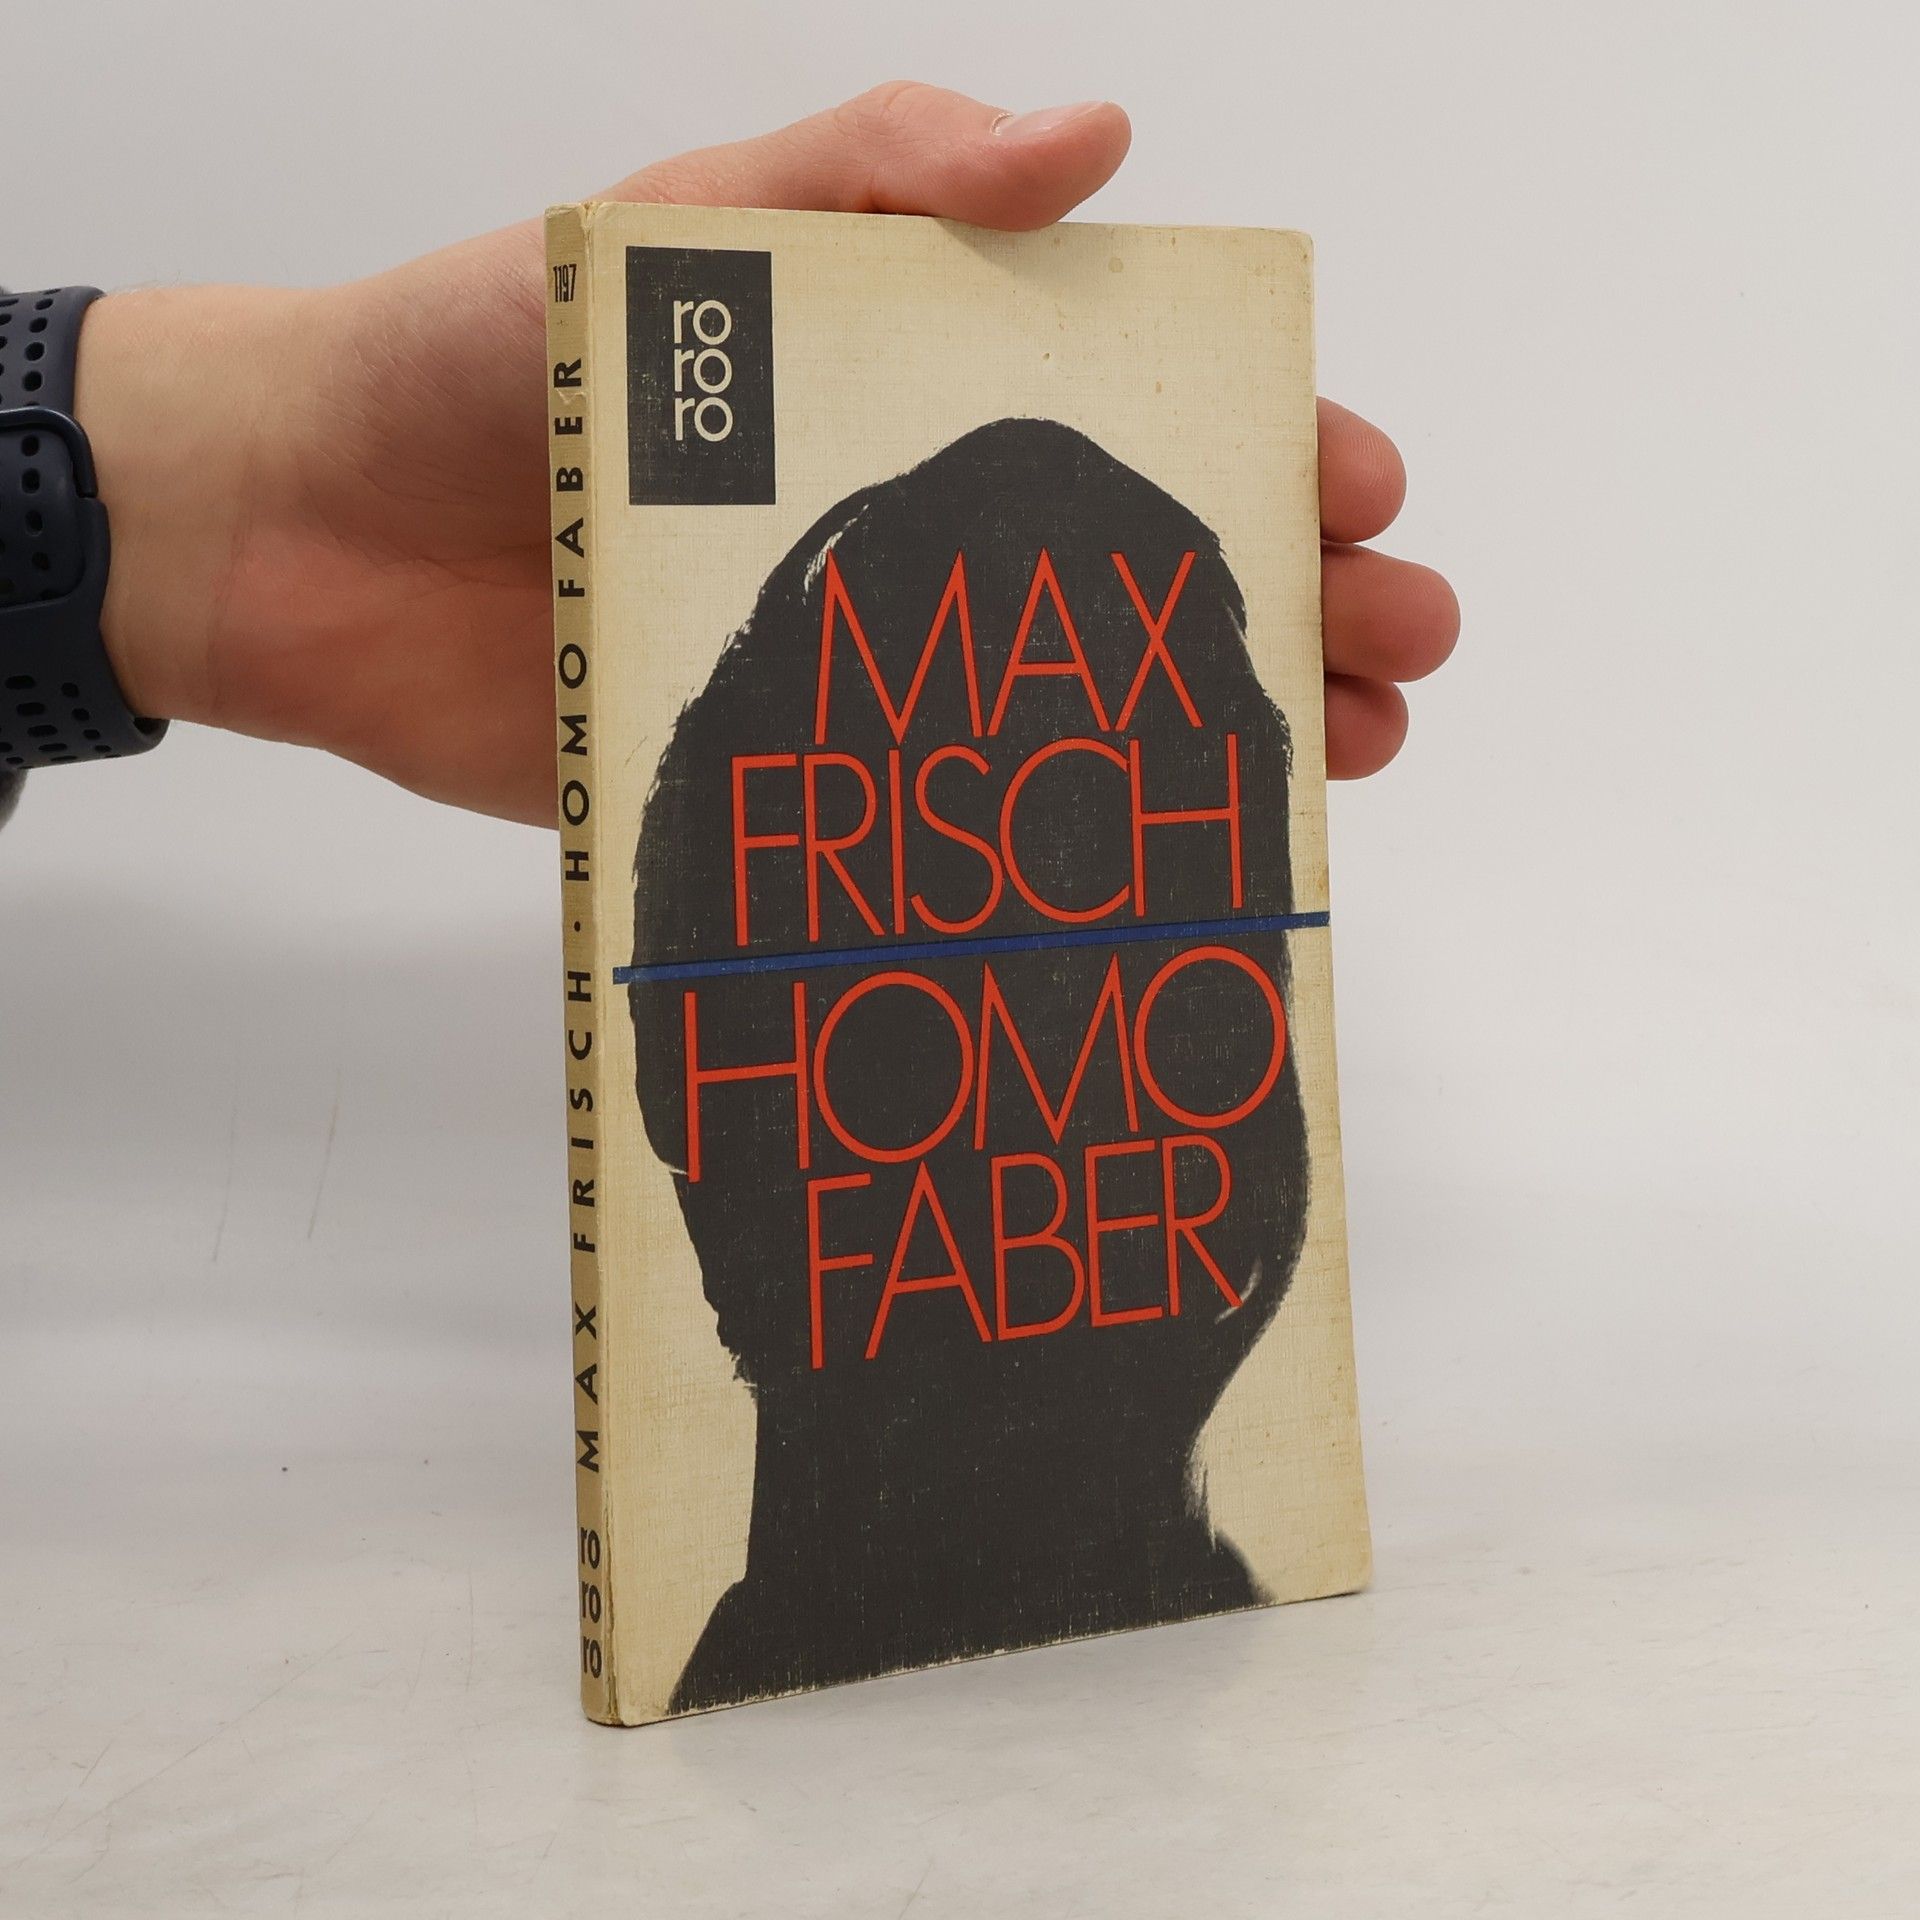 1197
MAX FRISCH · HOMO FABER
ro
ro
ro
ro
ro
ro
MAX
FRISCH
HOMO
FABER